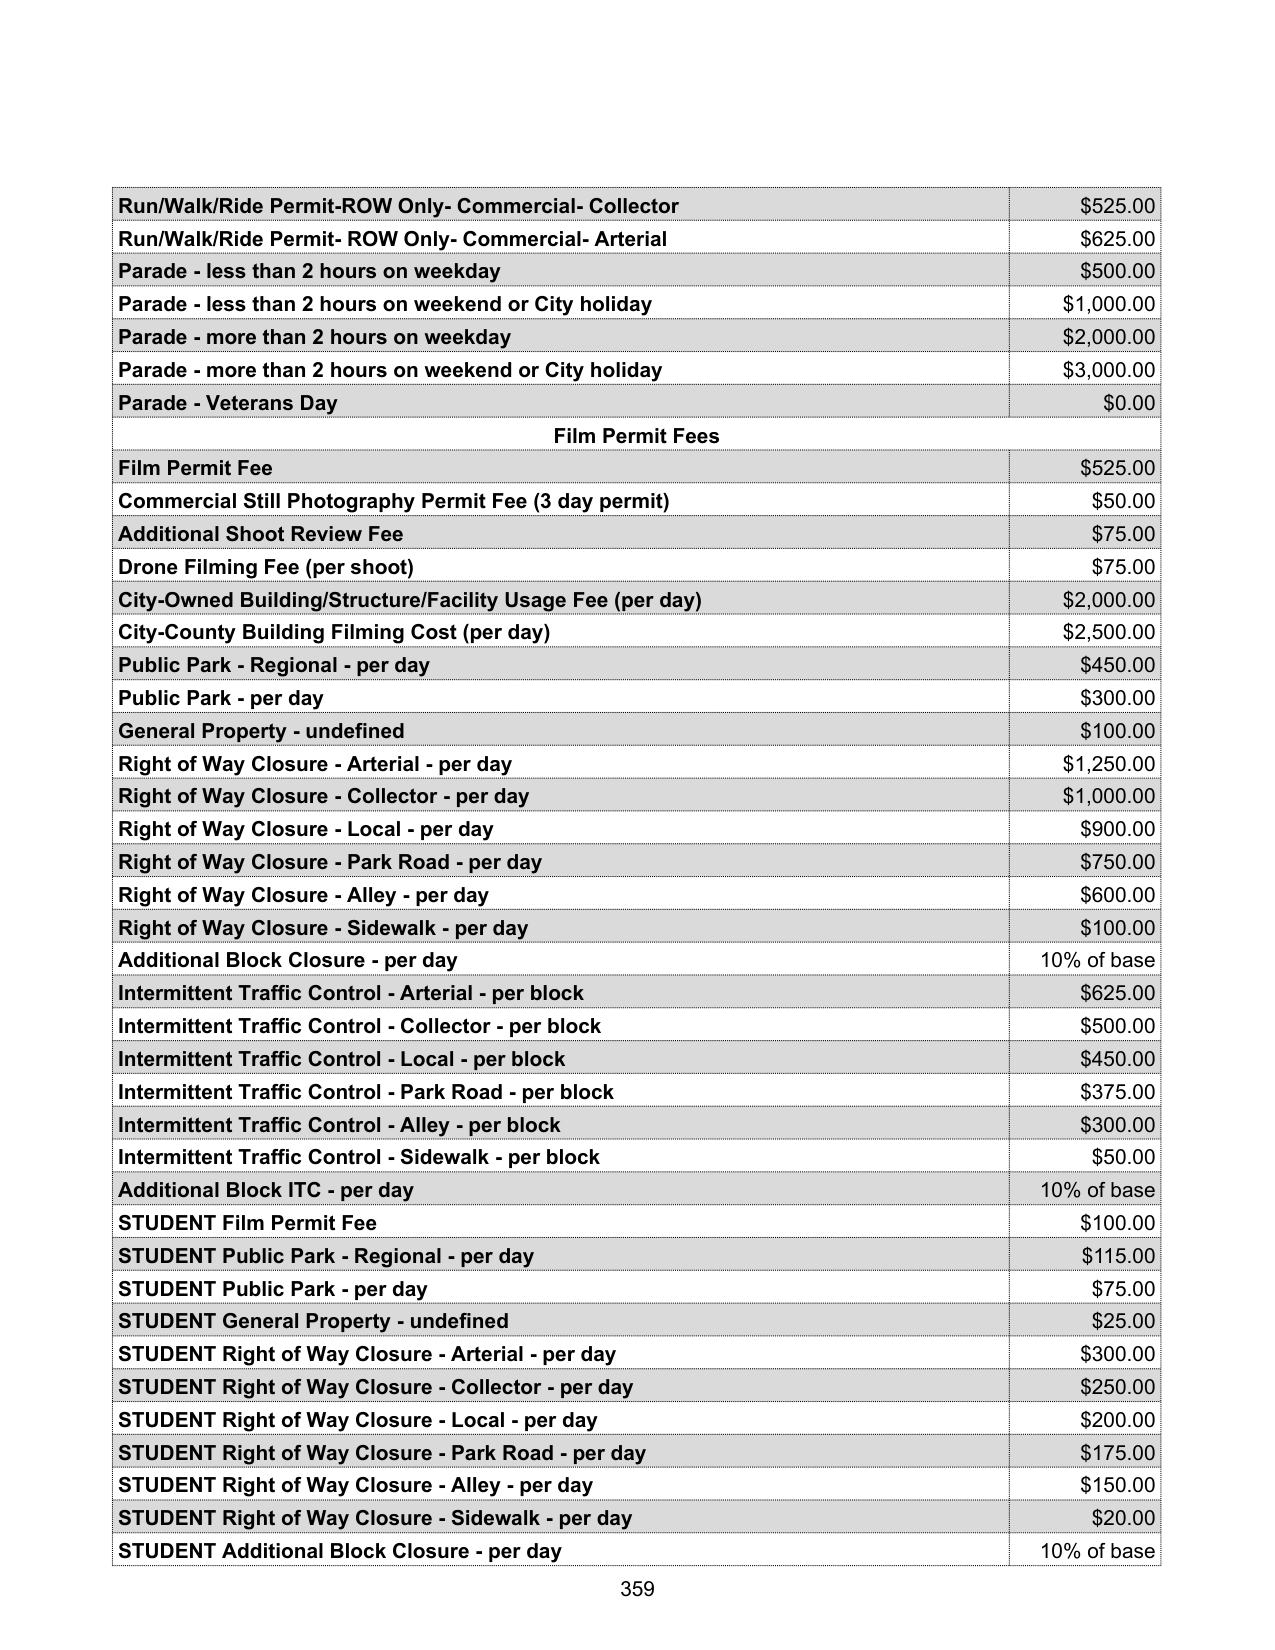 Run/Walk/Ride Permit-ROW Only- Commercial- Collector $525.00
Run/Walk/Ride Permit- ROW Only- Commercial- Arterial $625.00
Parade - less than 2 hours on weekday $500.00
Parade - less than 2 hours on weekend or City holiday $1,000.00
Parade - more than 2 hours on weekday $2,000.00
Parade - more than 2 hours on weekend or City holiday $3,000.00
Parade - Veterans Day $0.00
Film Permit Fees
Film Permit Fee $525.00
Commercial Still Photography Permit Fee (3 day permit) $50.00
Additional Shoot Review Fee $75.00
Drone Filming Fee (per shoot) $75.00
City-Owned Building/Structure/Facility Usage Fee (per day) $2,000.00
City-County Building Filming Cost (per day) $2,500.00
Public Park - Regional - per day $450.00
Public Park - per day $300.00
General Property - undefined $100.00
Right of Way Closure - Arterial - per day $1,250.00
Right of Way Closure - Collector - per day $1,000.00
Right of Way Closure - Local - per day $900.00
Right of Way Closure - Park Road - per day $750.00
Right of Way Closure - Alley - per day $600.00
Right of Way Closure - Sidewalk - per day $100.00
Additional Block Closure - per day 10% of base
Intermittent Traffic Control - Arterial - per block $625.00
Intermittent Traffic Control - Collector - per block $500.00
Intermittent Traffic Control - Local - per block $450.00
Intermittent Traffic Control - Park Road - per block $375.00
Intermittent Traffic Control - Alley - per block $300.00
Intermittent Traffic Control - Sidewalk - per block $50.00
Additional Block ITC - per day 10% of base
STUDENT Film Permit Fee $100.00
STUDENT Public Park - Regional - per day $115.00
STUDENT Public Park - per day $75.00
STUDENT General Property - undefined $25.00
STUDENT Right of Way Closure - Arterial - per day $300.00
STUDENT Right of Way Closure - Collector - per day $250.00
STUDENT Right of Way Closure - Local - per day $200.00
STUDENT Right of Way Closure - Park Road - per day $175.00
STUDENT Right of Way Closure - Alley - per day $150.00
STUDENT Right of Way Closure - Sidewalk - per day $20.00
STUDENT Additional Block Closure - per day 10% of base
359